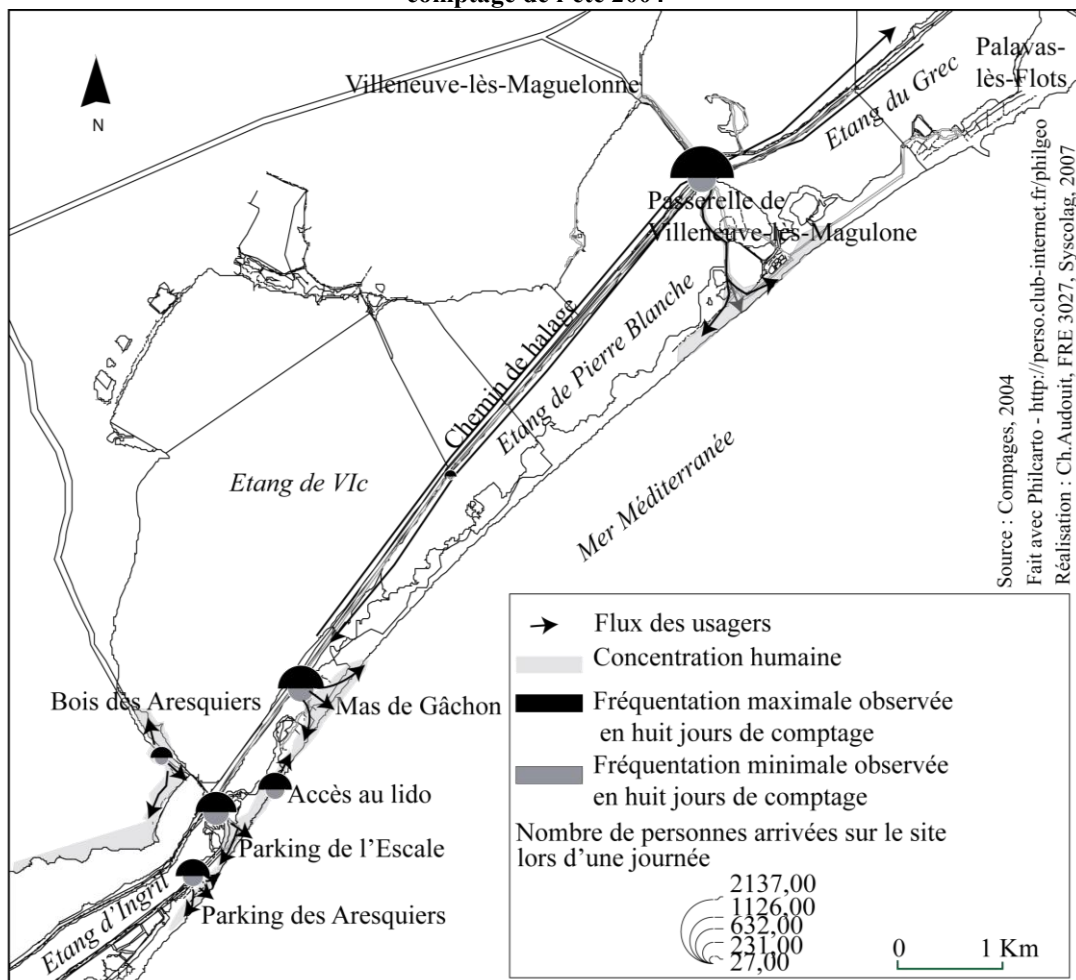 comptage de l'été 2004
N
Villeneuve-lès-Maguelonne
Palavas-
lès-Flots
Etang du Grec
Passerelle de
Villeneuve-lès-Magulone
Chemin de halage
Etang de Pierre Blanche
Etang de VIc
Mer Méditerranée
Bois des Aresquiers
Mas de Gâchon
Accès au lido
Parking de l'Escale
Parking des Aresquiers
Etang d'Ingril
Source : Compages, 2004
Fait avec Philcarto - http://perso.club-internet.fr/philgeo
Réalisation : Ch.Audouit, FRE 3027, Syscolag, 2007
Flux des usagers
Concentration humaine
Fréquentation maximale observée
en huit jours de comptage
Fréquentation minimale observée
en huit jours de comptage
Nombre de personnes arrivées sur le site
lors d'une journée
2137,00
1126,00
632,00
231,00
27,00
0 1 Km